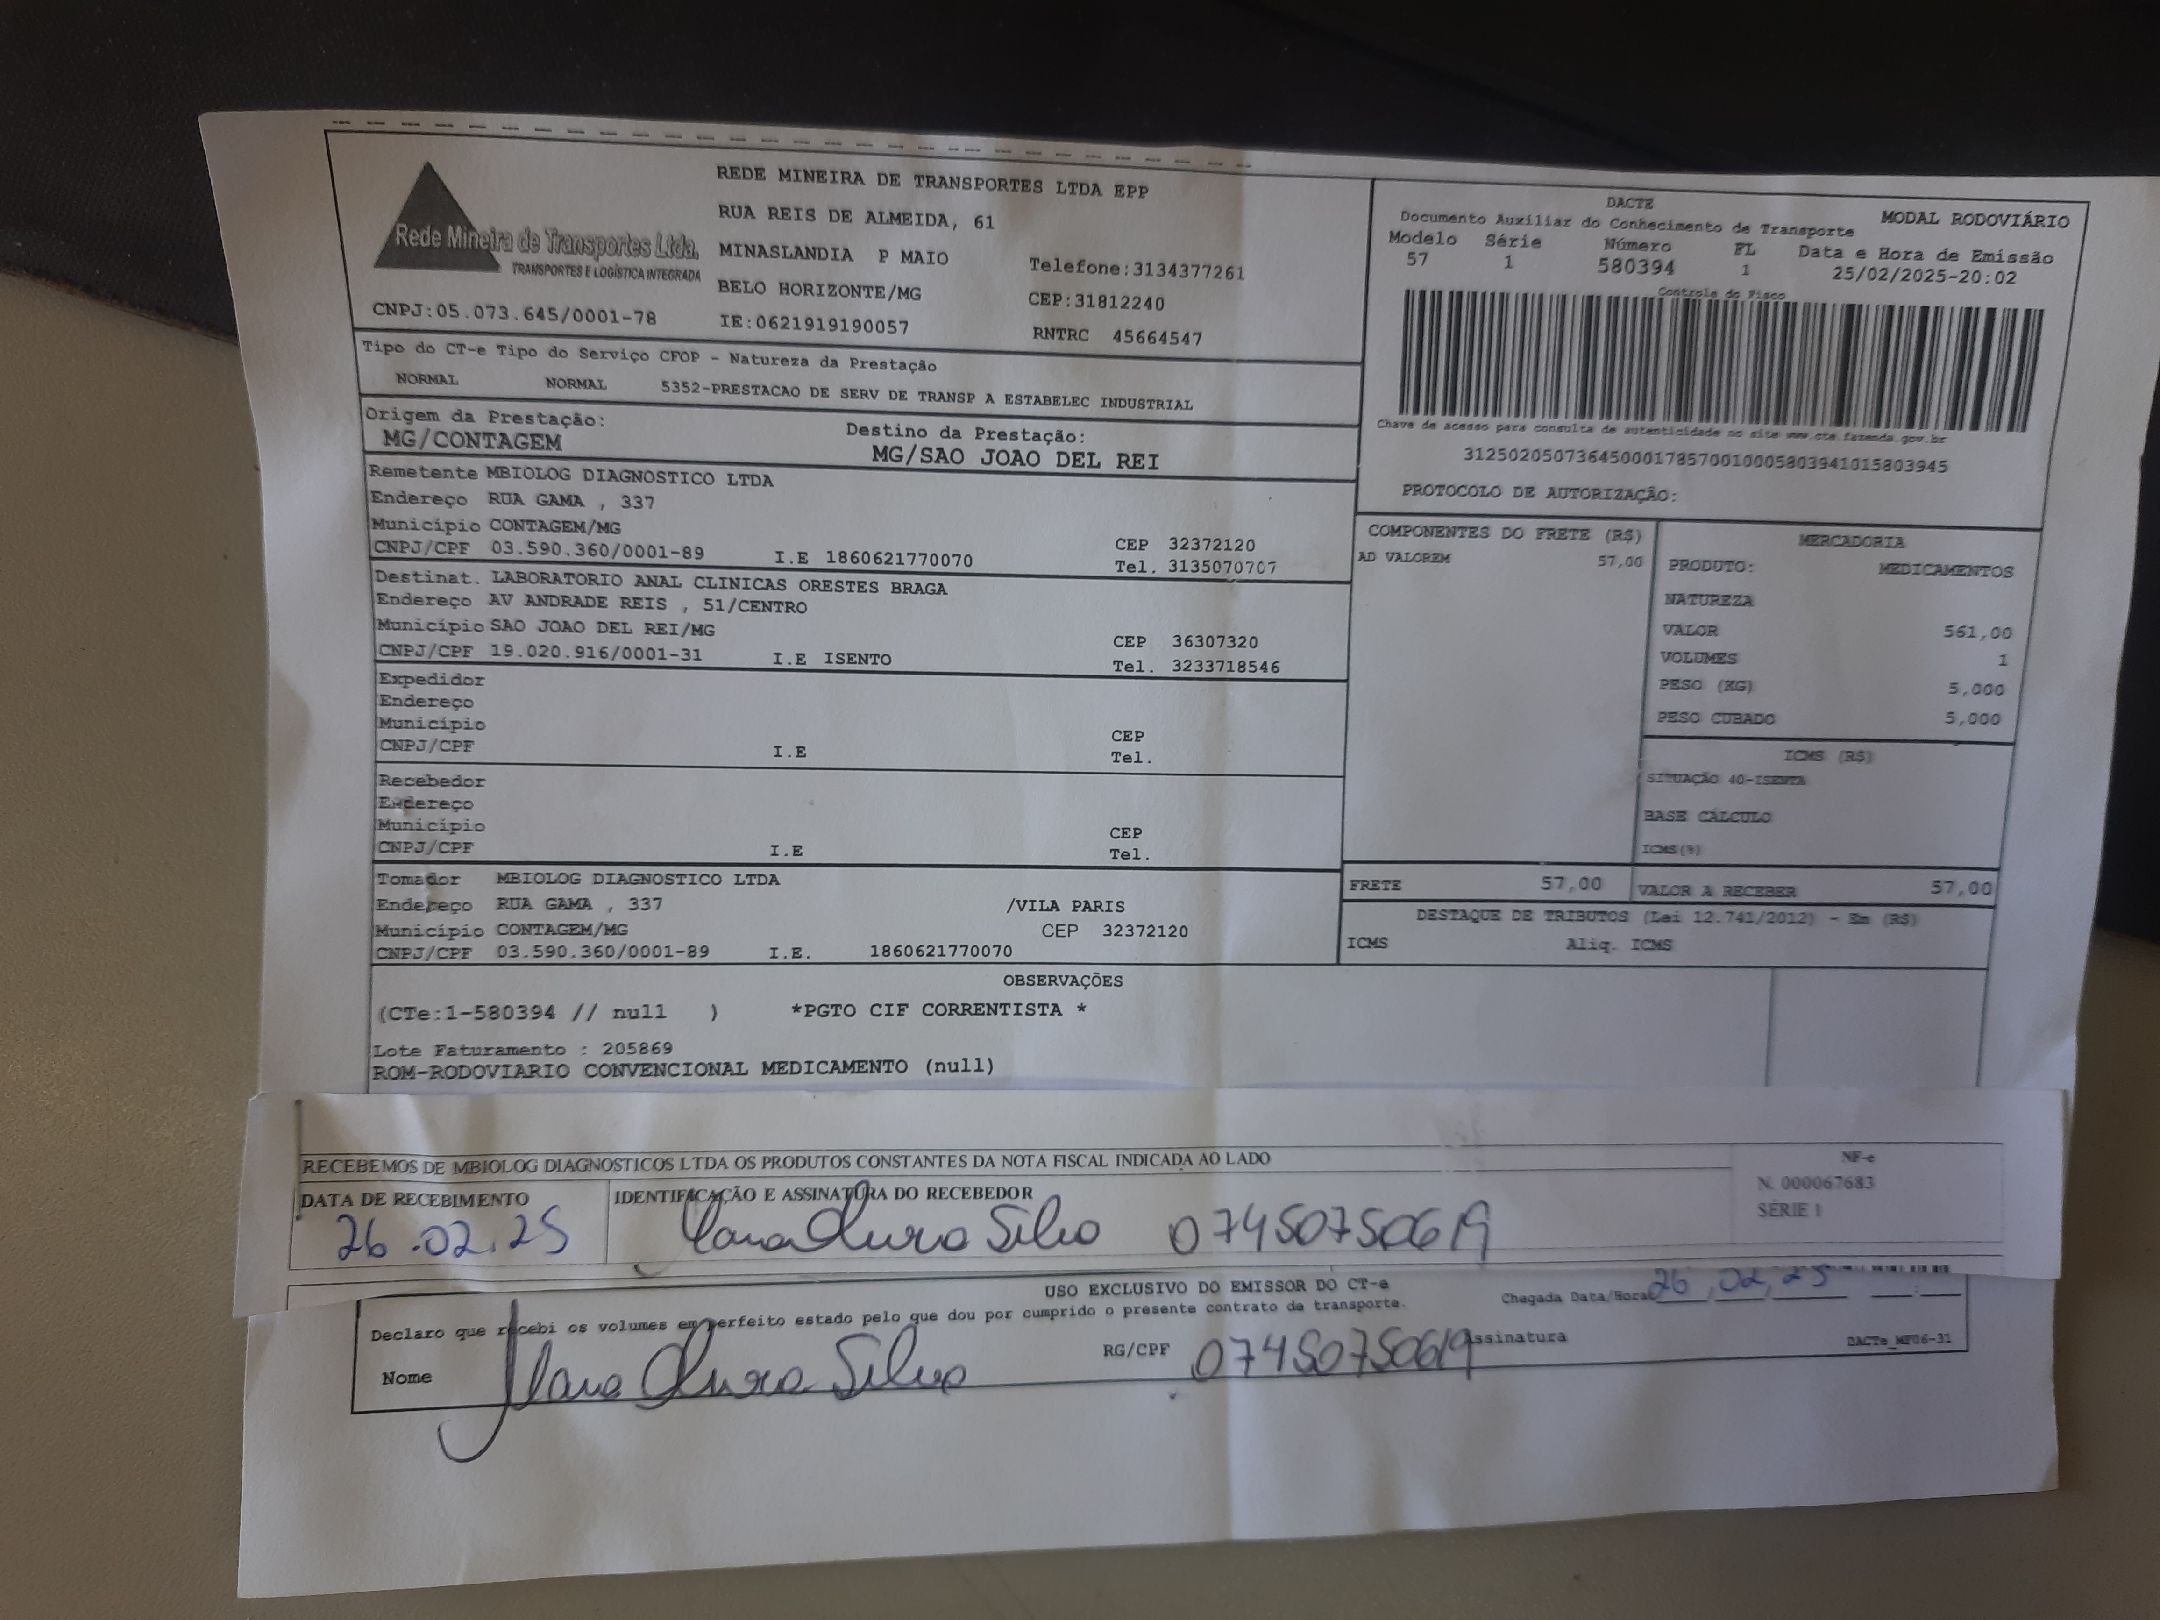 Rede Mineira de Transportes Ltda.
TRANSPORTES E LOGÍSTICA INTEGRADA
CNPJ:05.073.645/0001-78
REDE MINEIRA DE TRANSPORTES LTDA EPP
RUA REIS DE ALMEIDA, 61
MINASLANDIA P MAIO Telefone:3134377261
BELO HORIZONTE/MG CEP:31812240
IE:0621919190057 RNTRC 45664547
DACTE MODAL RODOVIÁRIO
Documento Auxiliar do Conhecimento de Transporte
Modelo Série Número FL Data e Hora de Emissão
57 1 580394 1 25/02/2025-20:02
Controle do Fisco
Chave de acesso para consulta de autenticidade no site www.cte.fazenda.gov.br
31250205073645000178570010005803941015803945
PROTOCOLO DE AUTORIZAÇÃO:
Tipo do CT-e Tipo do Serviço CFOP - Natureza da Prestação
NORMAL NORMAL 5352-PRESTACAO DE SERV DE TRANSP A ESTABELEC INDUSTRIAL
Origem da Prestação: Destino da Prestação:
MG/CONTAGEM MG/SAO JOAO DEL REI
Remetente MBIOLOG DIAGNOSTICO LTDA
Endereço RUA GAMA , 337
Município CONTAGEM/MG CEP 32372120
CNPJ/CPF 03.590.360/0001-89 I.E 1860621770070 Tel. 3135070707
Destinat. LABORATORIO ANAL CLINICAS ORESTES BRAGA
Endereço AV ANDRADE REIS , 51/CENTRO
Município SAO JOAO DEL REI/MG CEP 36307320
CNPJ/CPF 19.020.916/0001-31 I.E ISENTO Tel. 3233718546
Expedidor
Endereço
Município CEP
CNPJ/CPF I.E Tel.
Recebedor
Endereço
Município CEP
CNPJ/CPF I.E Tel.
Tomador MBIOLOG DIAGNOSTICO LTDA
Endereço RUA GAMA , 337 /VILA PARIS
Município CONTAGEM/MG CEP 32372120
CNPJ/CPF 03.590.360/0001-89 I.E. 1860621770070
COMPONENTES DO FRETE (R$)
AD VALOREM 57,00
MERCADORIA
PRODUTO: MEDICAMENTOS
NATUREZA
VALOR 561,00
VOLUMES 1
PESO (KG) 5,000
PESO CUBADO 5,000
ICMS (R$)
SITUAÇÃO 40-ISENTA
BASE CÁLCULO
ICMS(%)
FRETE 57,00 VALOR A RECEBER 57,00
DESTAQUE DE TRIBUTOS (Lei 12.741/2012) - Em (R$)
ICMS Aliq. ICMS
OBSERVAÇÕES
(CTe:1-580394 // null ) *PGTO CIF CORRENTISTA *
Lote Faturamento : 205869
ROM-RODOVIARIO CONVENCIONAL MEDICAMENTO (null)
RECEBEMOS DE MBIOLOG DIAGNOSTICOS LTDA OS PRODUTOS CONSTANTES DA NOTA FISCAL INDICADA AO LADO
NF-e
N. 000067683
SÉRIE 1
DATA DE RECEBIMENTO IDENTIFICAÇÃO E ASSINATURA DO RECEBEDOR
26.02.25 Silva 07450750619
USO EXCLUSIVO DO EMISSOR DO CT-e
Chegada Data/Hora 26,02,25 :
Declaro que recebi os volumes em perfeito estado pelo que dou por cumprido o presente contrato de transporte.
Nome Silva RG/CPF 07450750619 Assinatura
DACTe_MF06-31